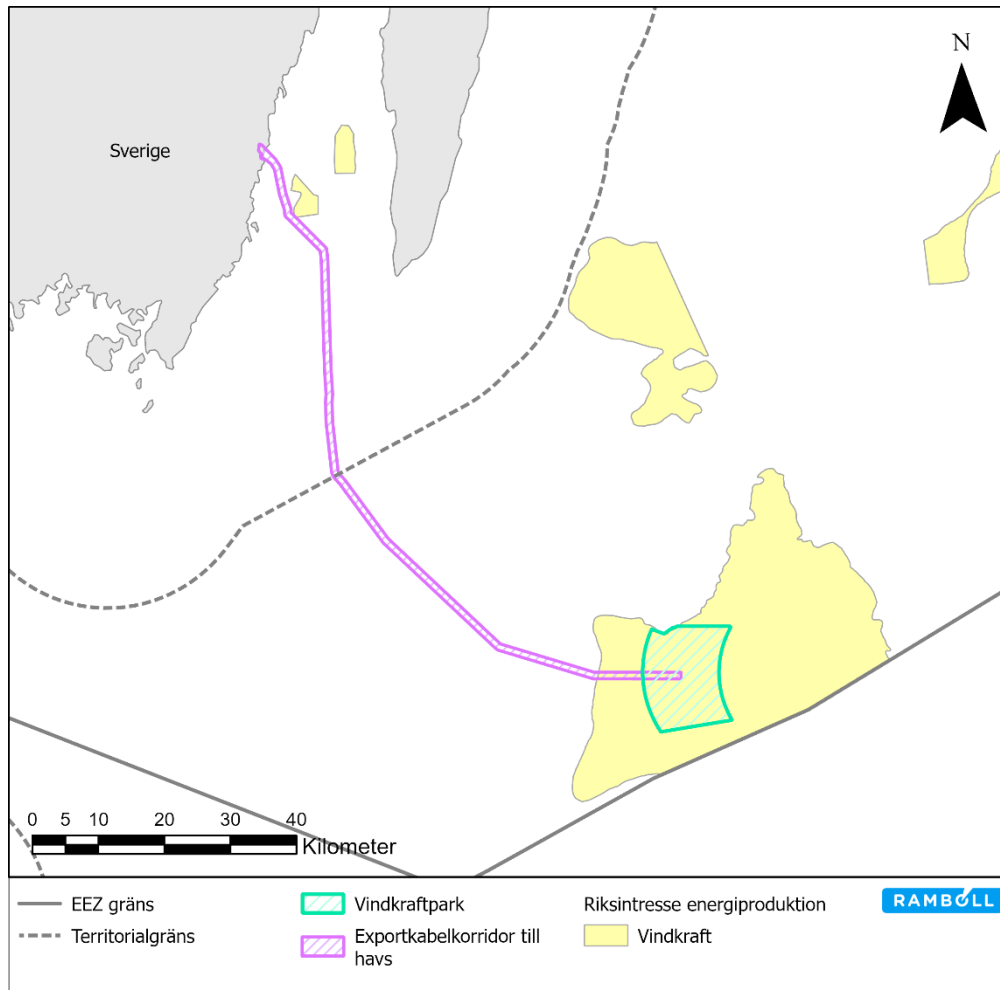 N
Sverige
0 5 10 20 30 40
Kilometer
EEZ gräns
Territorialgräns
Vindkraftpark
Exportkabelkorridor till
havs
Riksintresse energiproduktion
Vindkraft
RAMBOLL